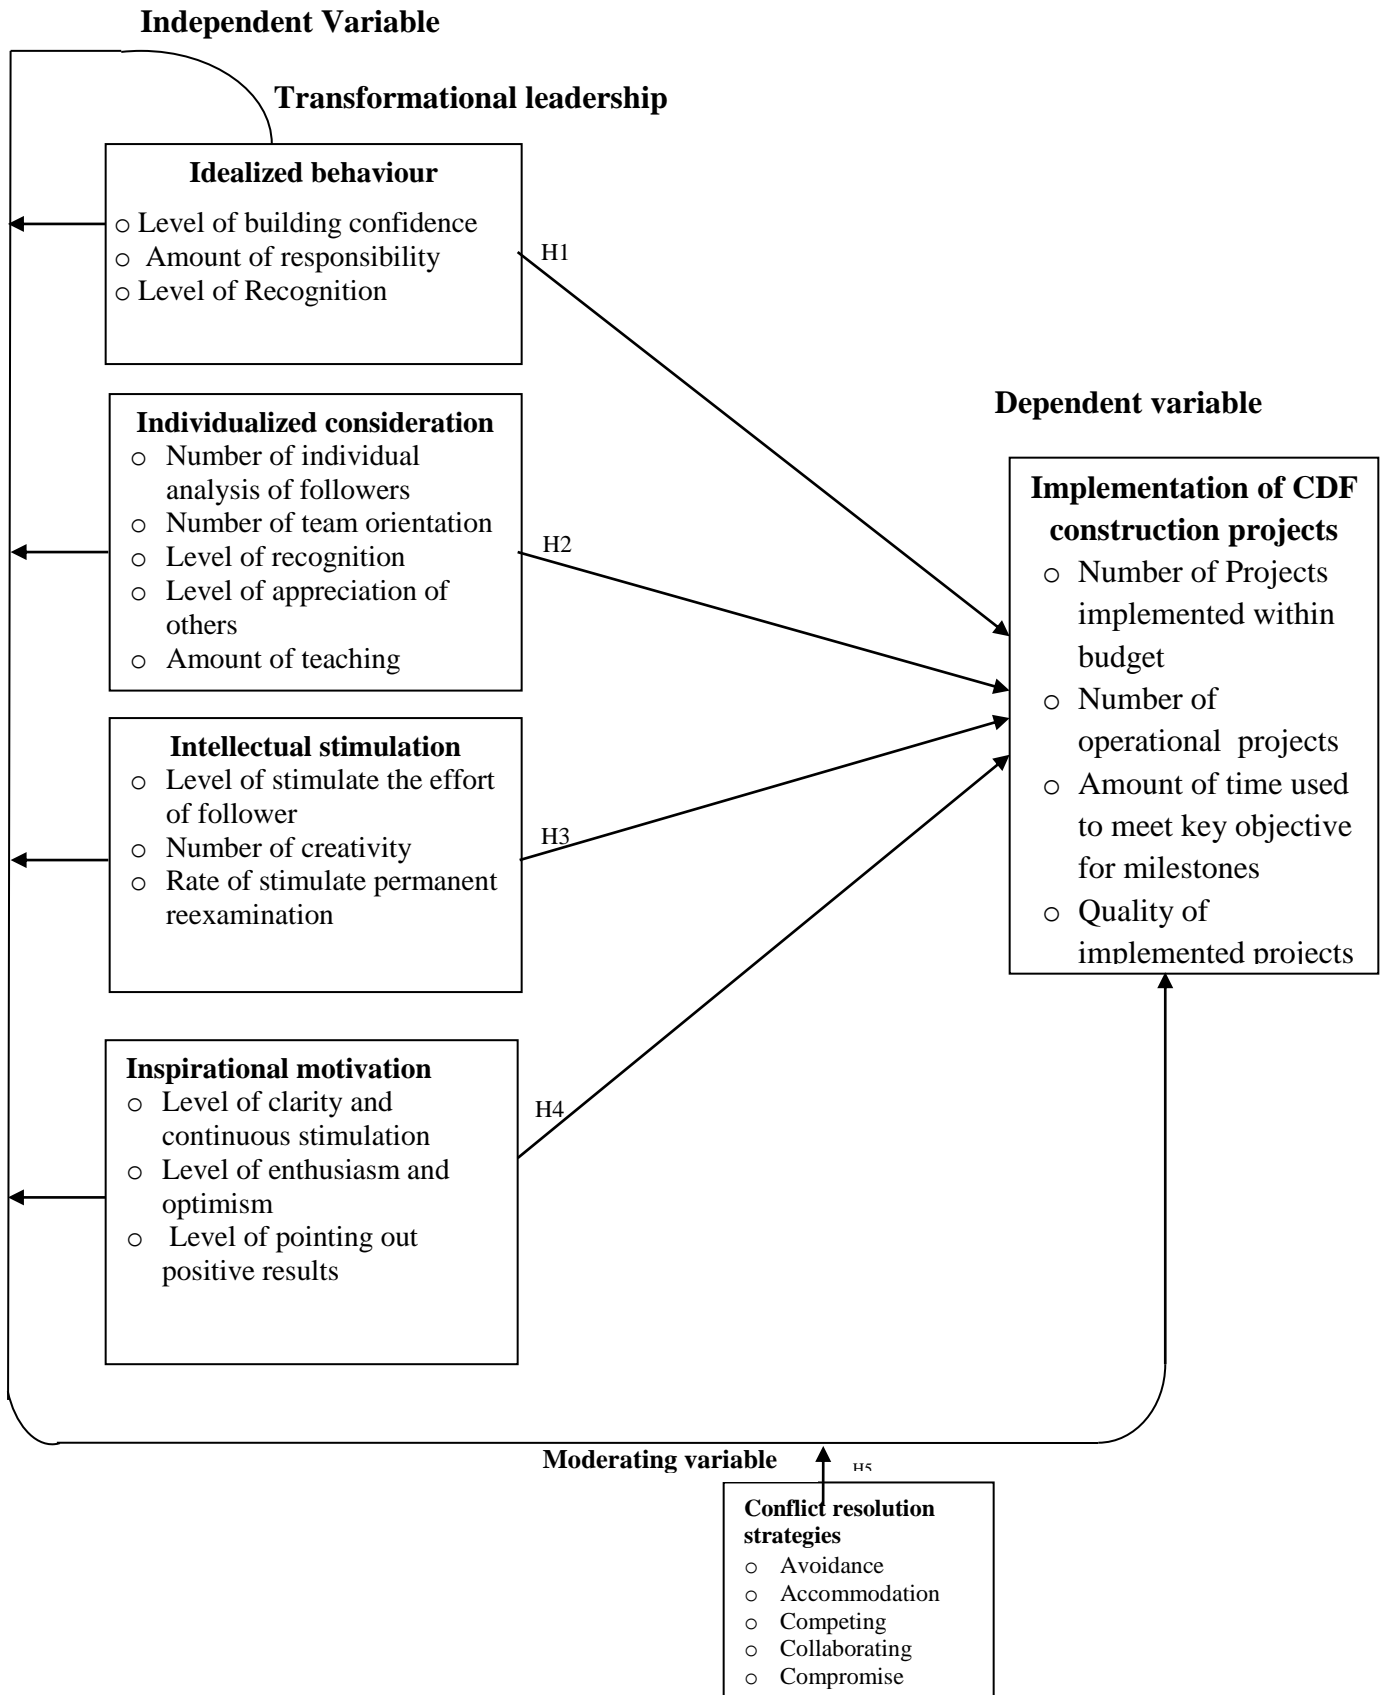 Independent Variable
Transformational leadership
Idealized behaviour
o Level of building confidence
o Amount of responsibility
o Level of Recognition
H1
Individualized consideration
o Number of individual
analysis of followers
o Number of team orientation
o Level of recognition
o Level of appreciation of
others
o Amount of teaching
H2
Intellectual stimulation
o Level of stimulate the effort
of follower
o Number of creativity
o Rate of stimulate permanent
reexamination
H3
Inspirational motivation
o Level of clarity and
continuous stimulation
o Level of enthusiasm and
optimism
o Level of pointing out
positive results
H4
Dependent variable
Implementation of CDF
construction projects
o Number of Projects
implemented within
budget
o Number of
operational projects
o Amount of time used
to meet key objective
for milestones
o Quality of
implemented projects
Moderating variable
H5
Conflict resolution
strategies
o Avoidance
o Accommodation
o Competing
o Collaborating
o Compromise